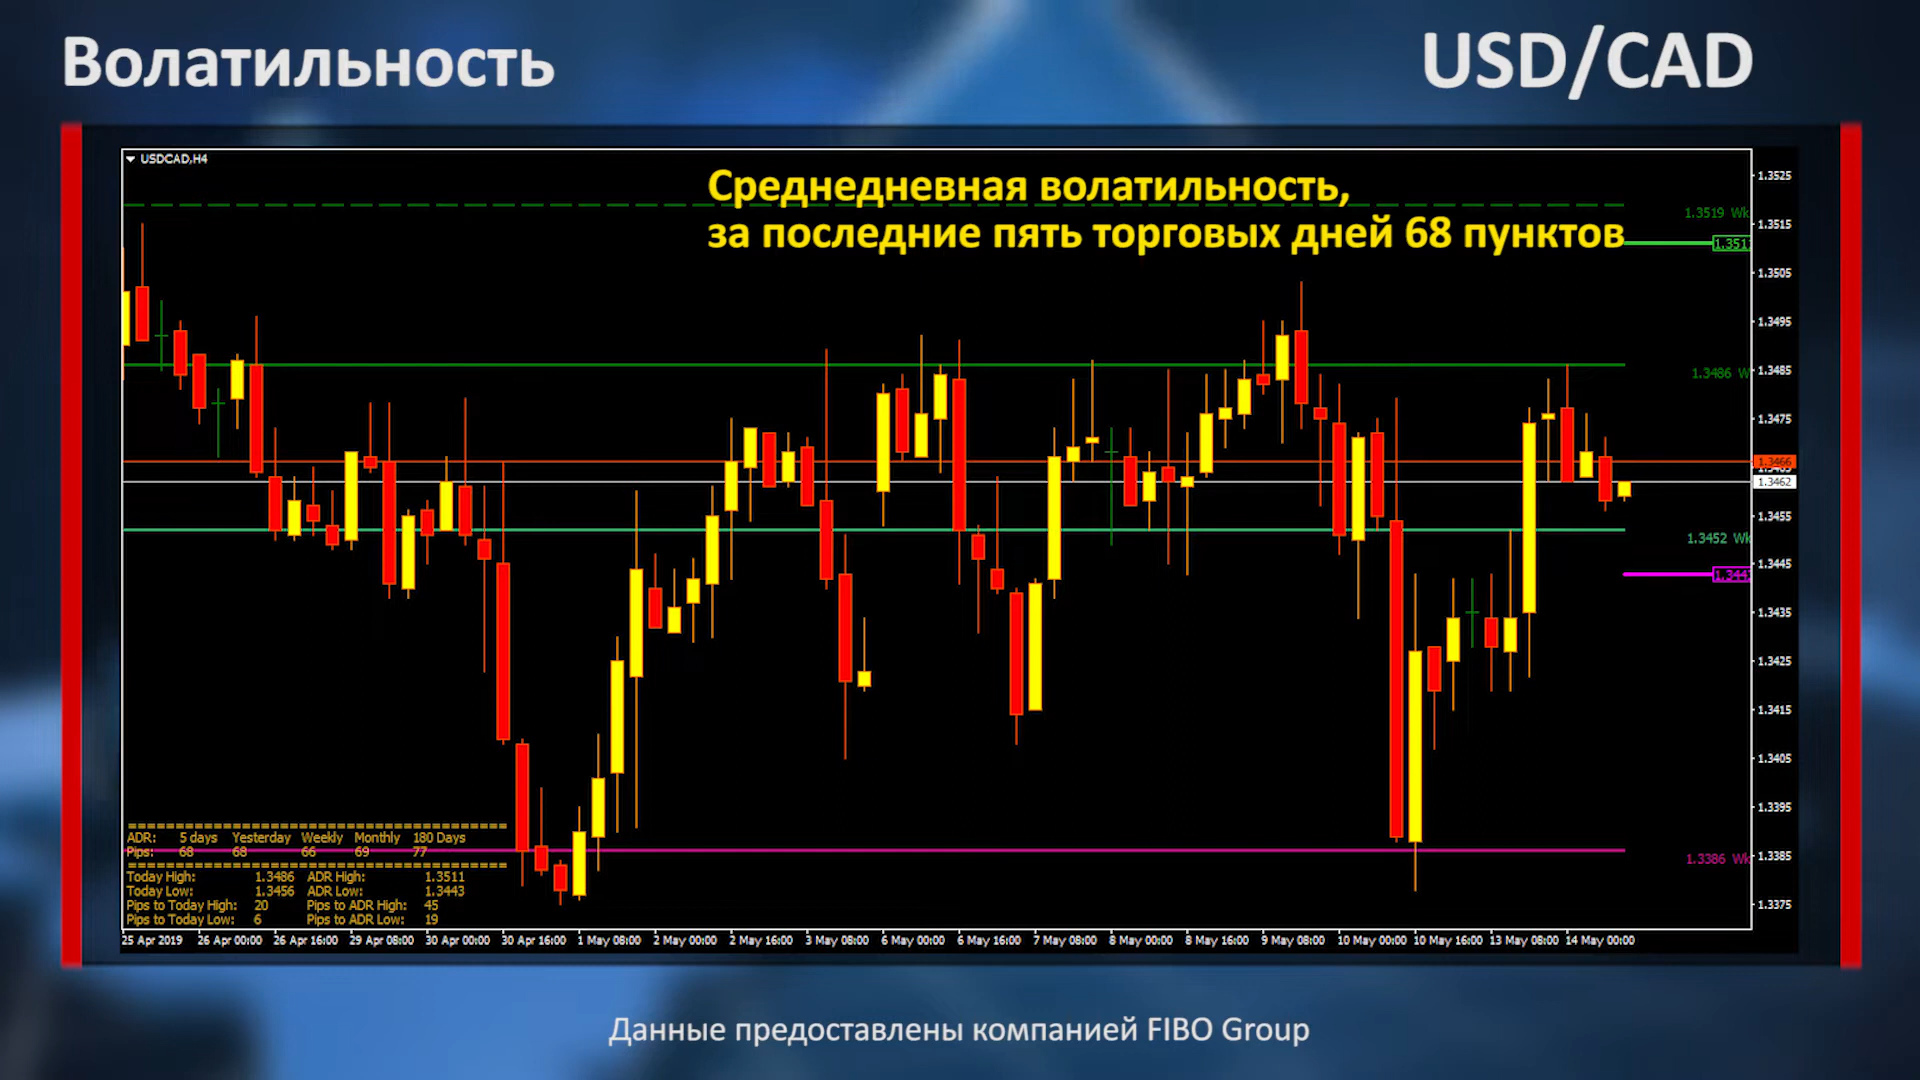 Волатильность
USD/CAD
USDCAD,H4
Среднедневная волатильность,
за последние пять торговых дней 68 пунктов
1.3525
1.3519 Wk
1.3515
1.3511
1.3505
1.3495
1.3486 W
1.3485
1.3475
1.3466
1.3465
1.3462
1.3455
1.3452 Wk
1.3445
1.3443
1.3435
1.3425
1.3415
1.3405
1.3395
1.3386 Wk
1.3385
1.3375
ADR: 5 days Yesterday Weekly Monthly 180 Days
Pips: 68 68 66 69 77
Today High: 1.3486 ADR High: 1.3511
Today Low: 1.3456 ADR Low: 1.3443
Pips to Today High: 20 Pips to ADR High: 45
Pips to Today Low: 6 Pips to ADR Low: 19
25 Apr 2019 26 Apr 00:00 26 Apr 16:00 29 Apr 08:00 30 Apr 00:00 30 Apr 16:00 1 May 08:00 2 May 00:00 2 May 16:00 3 May 08:00 6 May 00:00 6 May 16:00 7 May 08:00 8 May 00:00 8 May 16:00 9 May 08:00 10 May 00:00 10 May 16:00 13 May 08:00 14 May 00:00
Данные предоставлены компанией FIBO Group